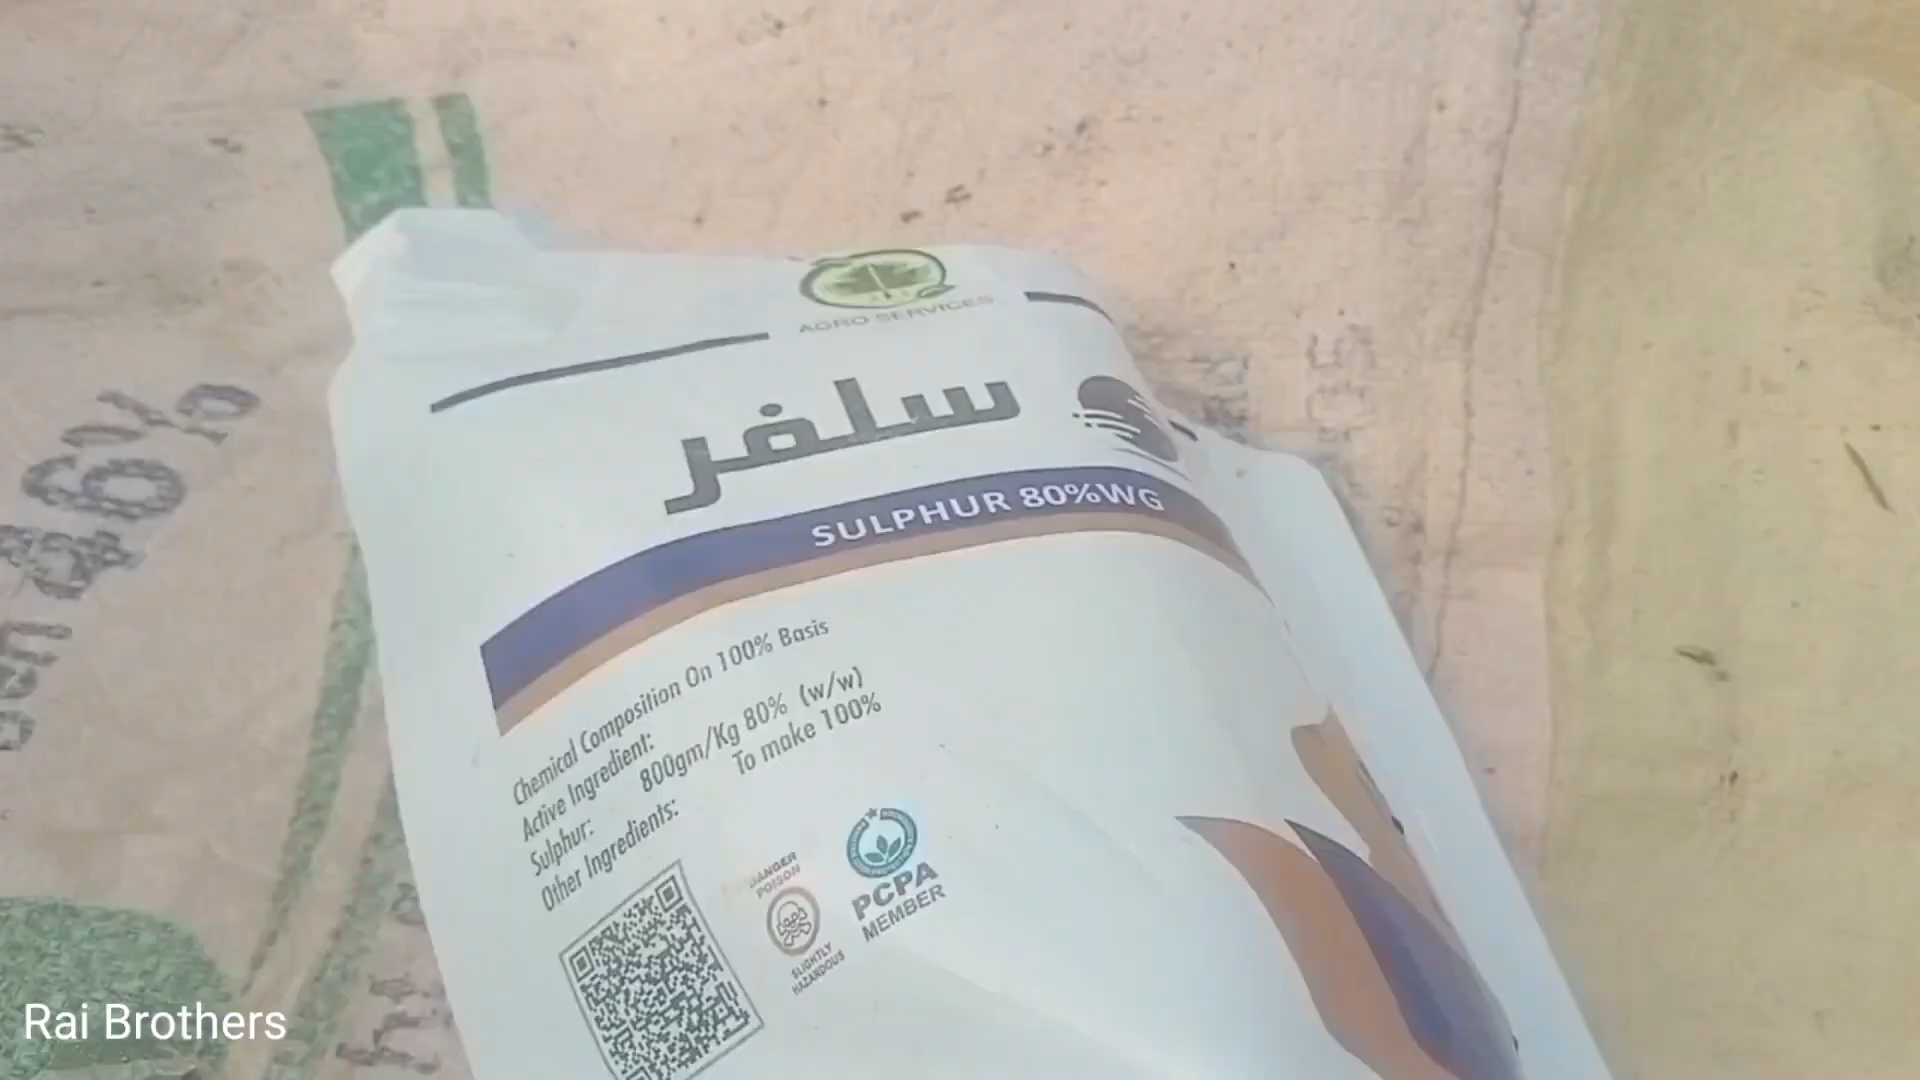 AGRO SERVICES
سلفر
SULPHUR 80%WG
Chemical Composition On 100% Basis
Active Ingredient:
Sulphur: 800gm/Kg 80% (w/w)
Other Ingredients: To make 100%
DANGER
POISON
SLIGHTLY
HAZARDOUS
PCPA
MEMBER
46%
Rai Brothers